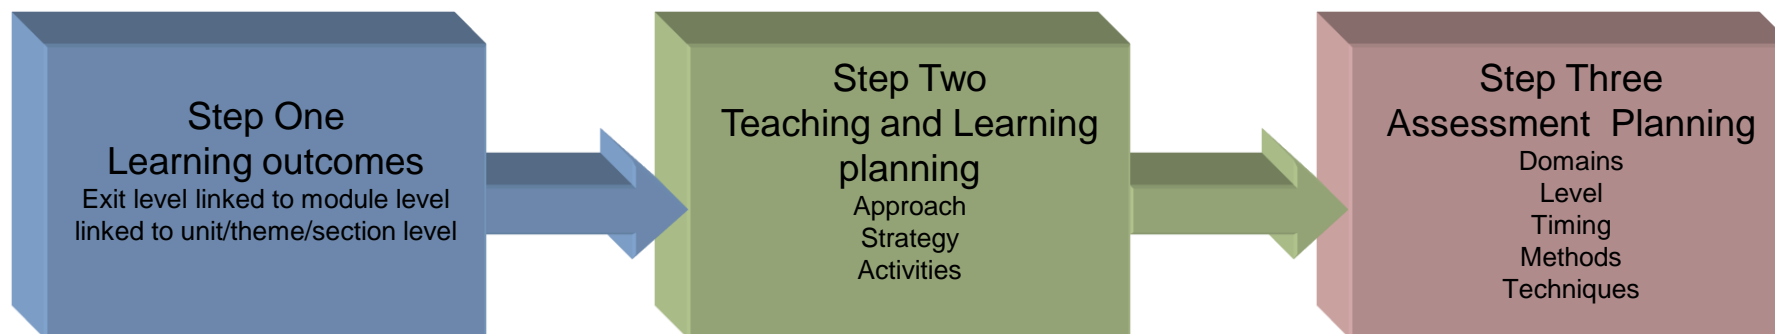 Step One
Learning outcomes
Exit level linked to module level
linked to unit/theme/section level
Step Two
Teaching and Learning
planning
Approach
Strategy
Activities
Step Three
Assessment Planning
Domains
Level
Timing
Methods
Techniques